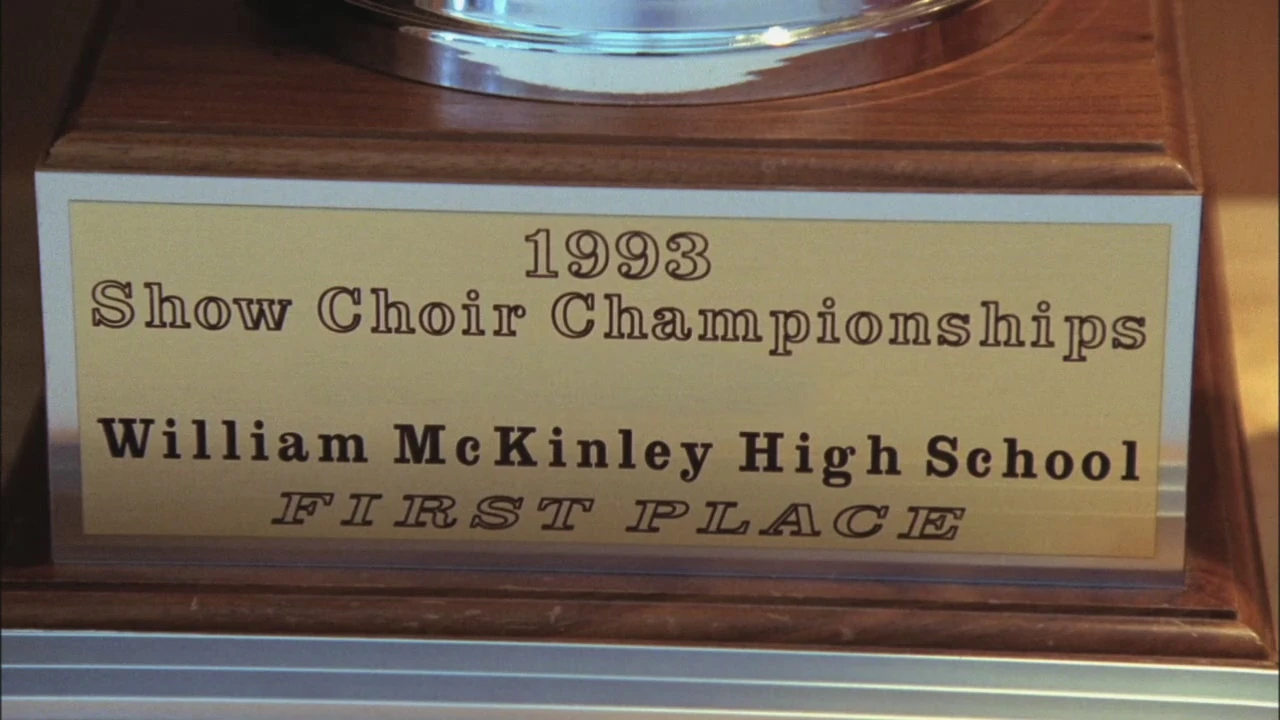 1993
Show Choir Championships
William McKinley High School
FIRST PLACE